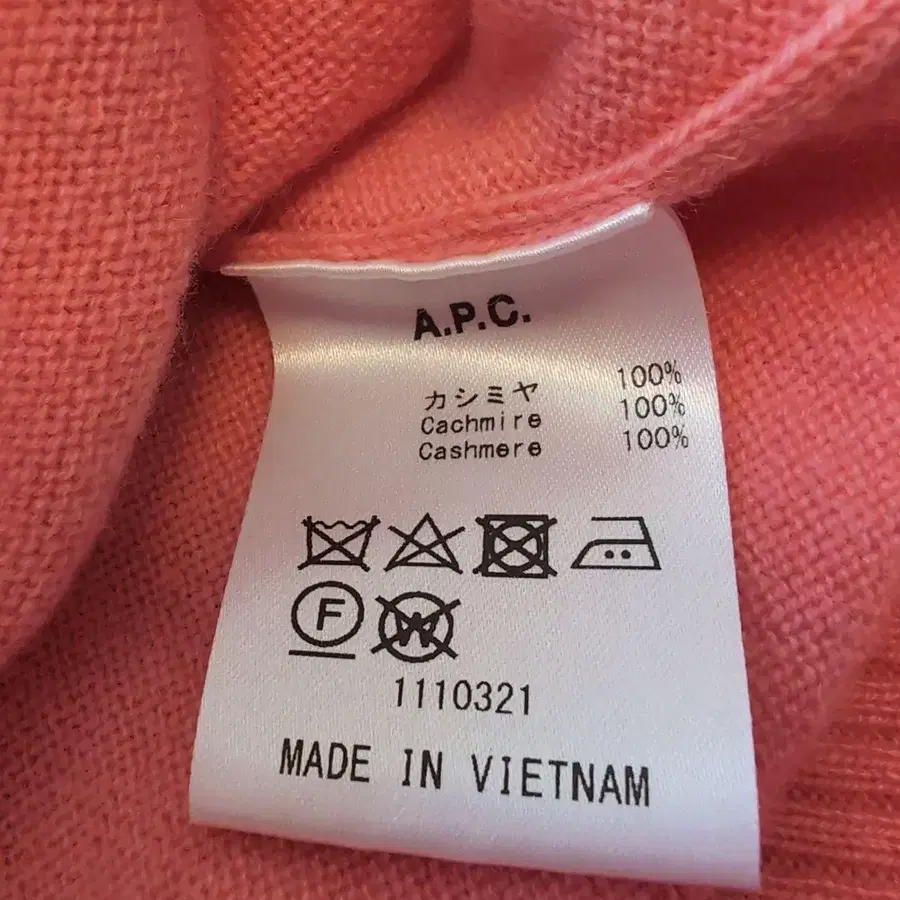 A.P.C.
カシミヤ 100%
Cachmire 100%
Cashmere 100%
F W
1110321
MADE IN VIETNAM